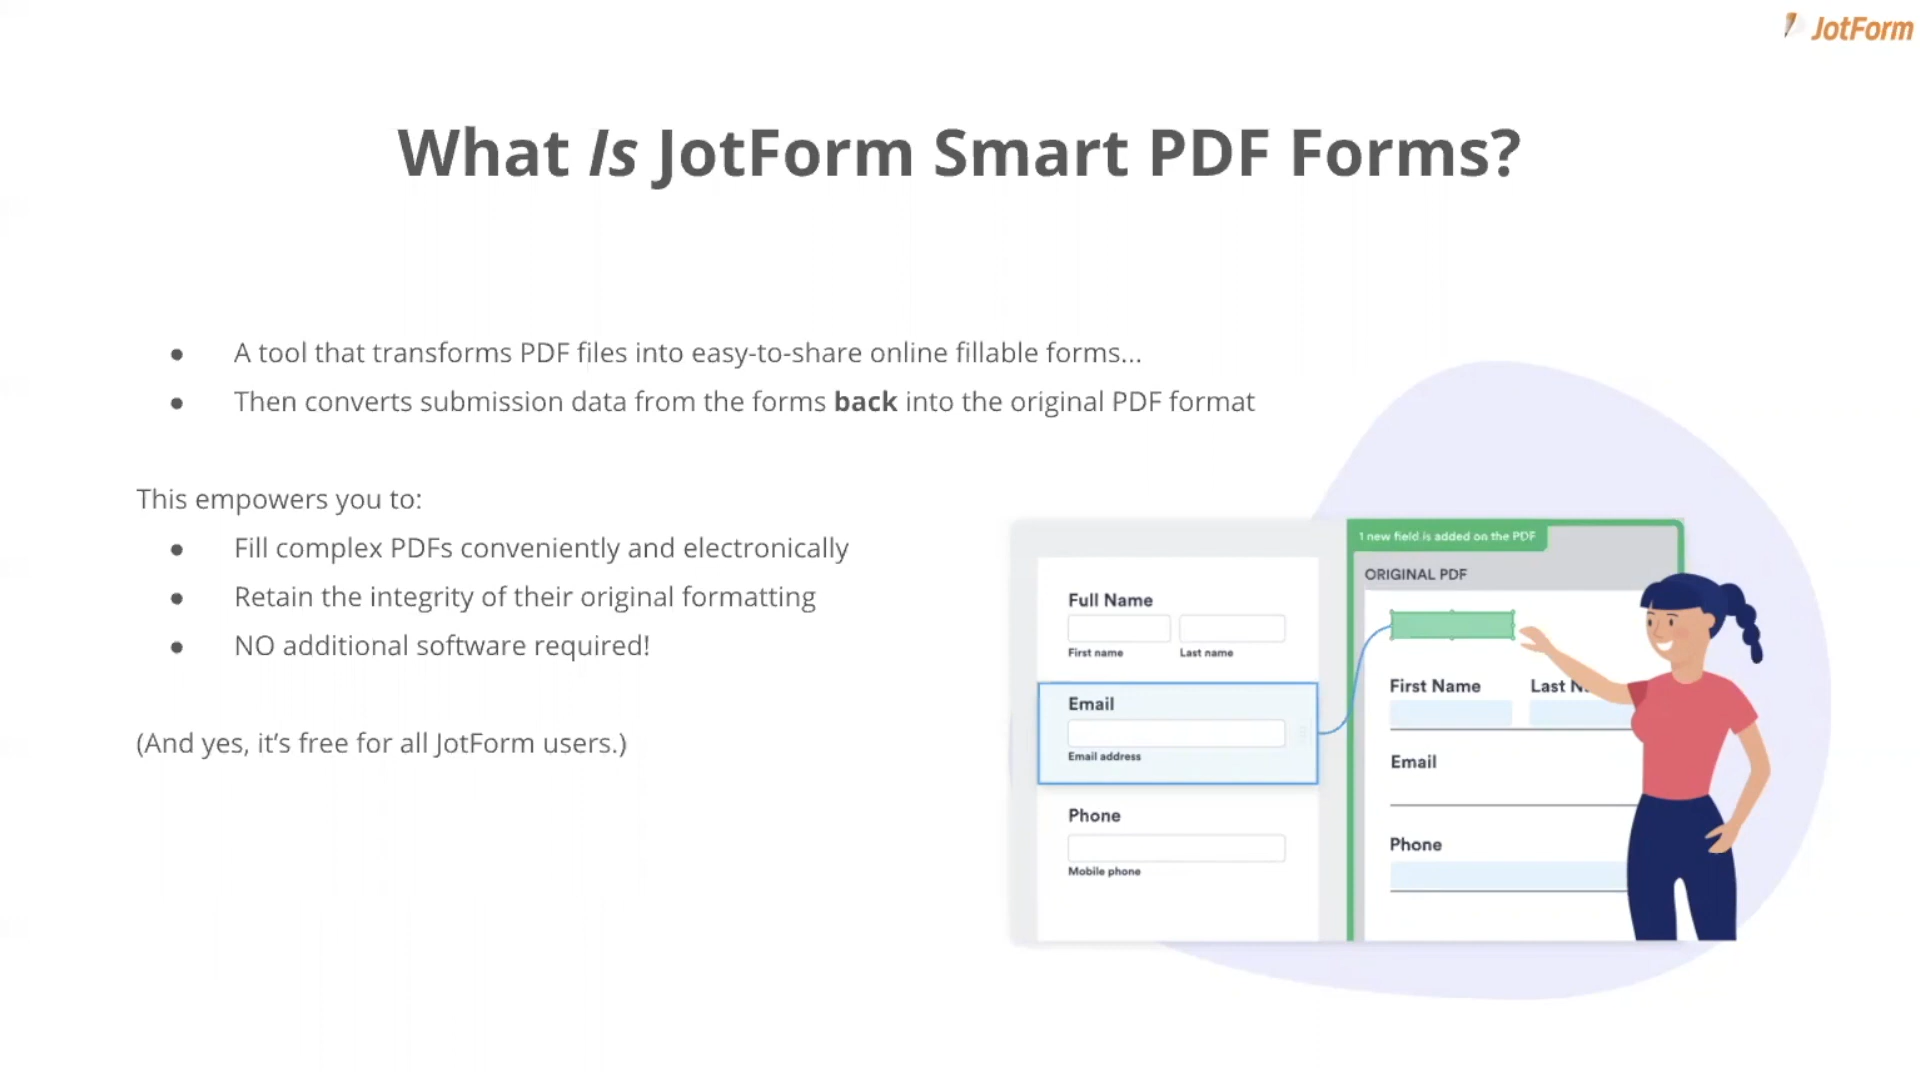 JotForm
What Is JotForm Smart PDF Forms?
● A tool that transforms PDF files into easy-to-share online fillable forms...
● Then converts submission data from the forms back into the original PDF format
This empowers you to:
● Fill complex PDFs conveniently and electronically
● Retain the integrity of their original formatting
● NO additional software required!
(And yes, it’s free for all JotForm users.)
Full Name
First name Last name
Email
Email address
Phone
Mobile phone
1 new field is added on the PDF
ORIGINAL PDF
First Name Last
Email
Phone